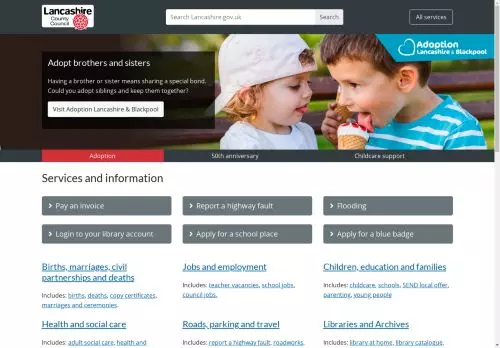 Lancashire
County
Council
Search Lancashire.gov.uk
Search
All services
Adopt brothers and sisters
Having a brother or sister means sharing a special bond.
Could you adopt siblings and keep them together?
Visit Adoption Lancashire & Blackpool
Adoption
Lancashire & Blackpool
Adoption
50th anniversary
Childcare support
Services and information
Pay an invoice
Report a highway fault
Flooding
Login to your library account
Apply for a school place
Apply for a blue badge
Births, marriages, civil
partnerships and deaths
Includes: births, deaths, copy certificates,
marriages and ceremonies.
Jobs and employment
Includes: teacher vacancies, school jobs,
council jobs.
Children, education and families
Includes: childcare, schools, SEND local offer,
parenting, young people
Health and social care
Includes: adult social care, health and
Roads, parking and travel
Includes: report a highway fault, roadworks,
Libraries and Archives
Includes: library at home, library catalogue,